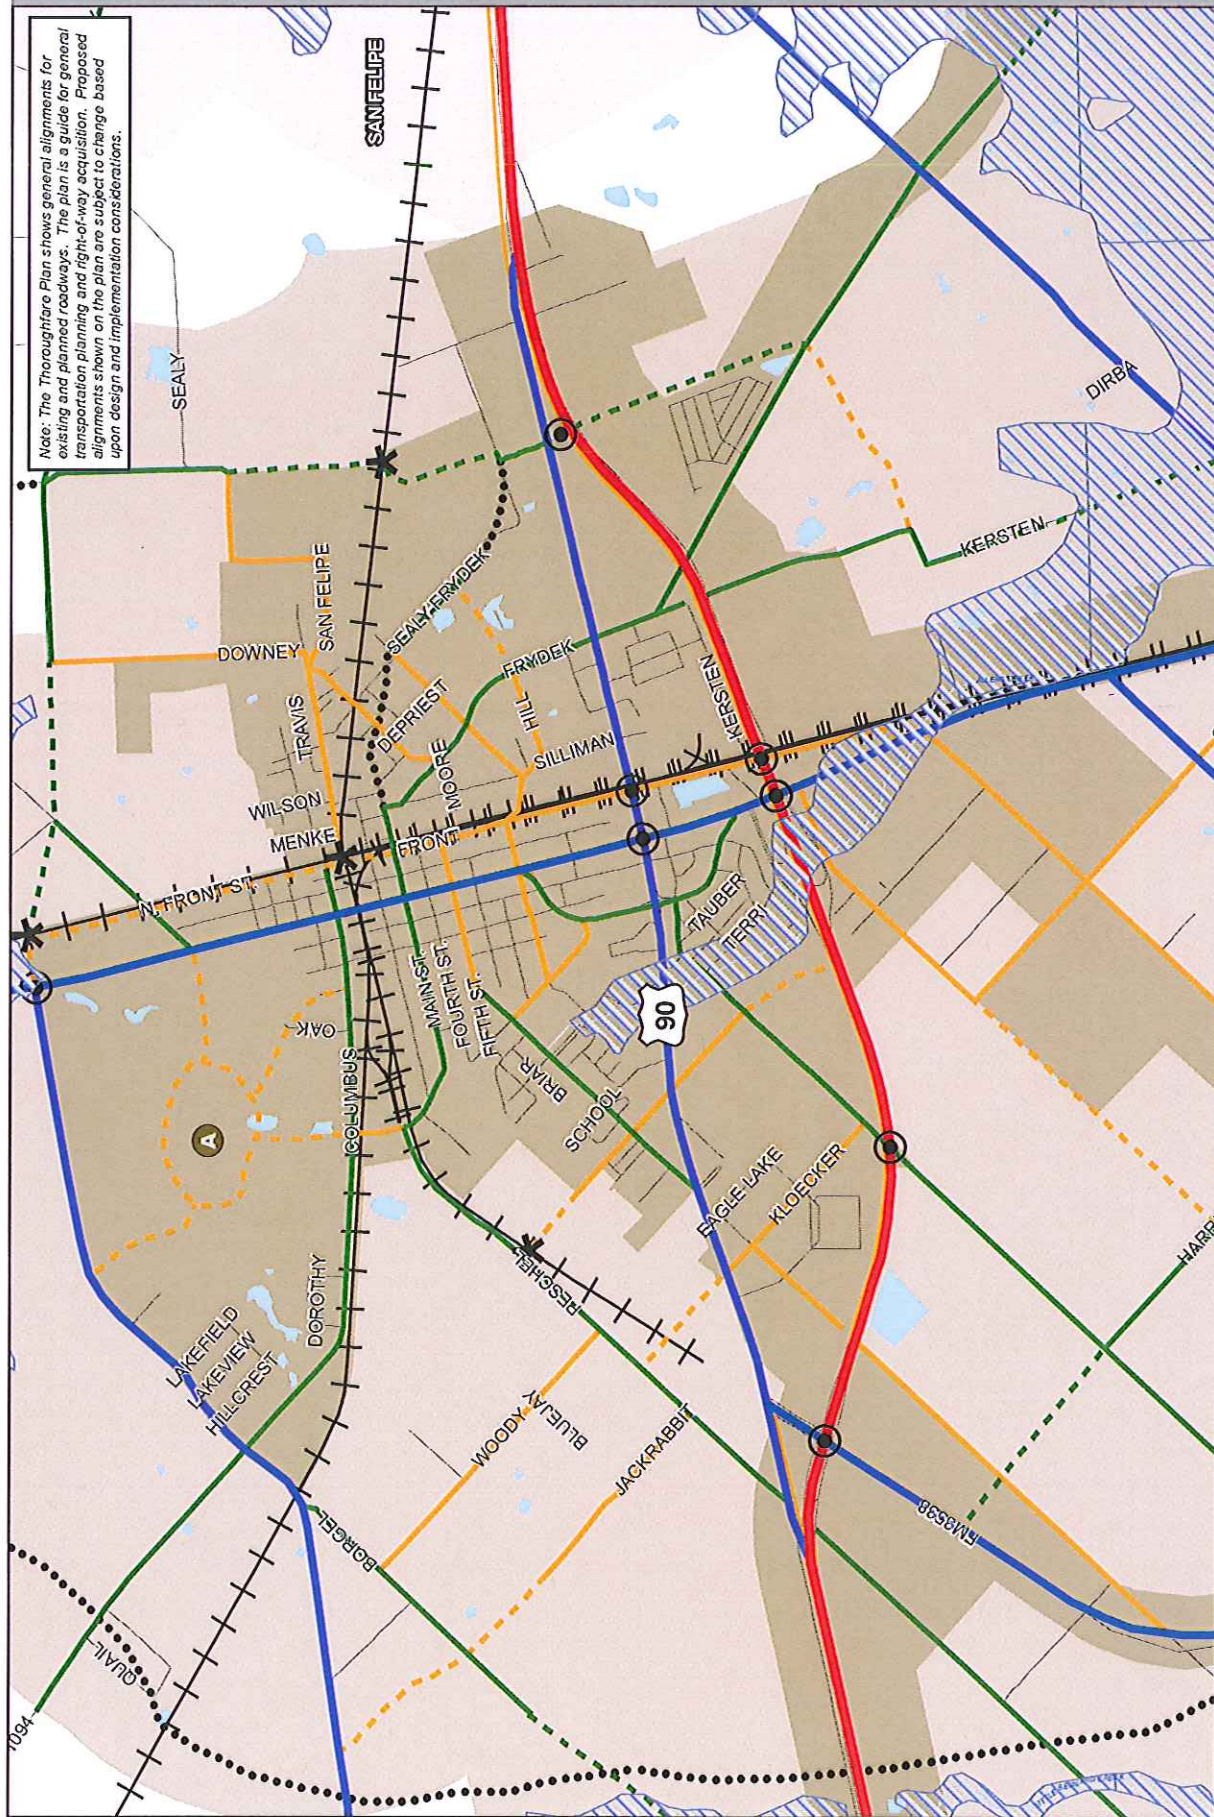 Note: The Thoroughfare Plan shows general alignments for
existing and planned roadways. The plan is a guide for general
transportation planning and right-of-way acquisition. Proposed
alignments shown on the plan are subject to change based
upon design and implementation considerations.
SAN FELIPE
SEALY
SAN FELIPE
DOWNEY
SEALY-FRYDEK
TRAVIS
DEPRIEST
FRYDEK
HILL
WILSON
MOORE
SILLIMAN
MENKE
FRONT
N. FRONT ST.
KERSTEN
KERSTEN
DIRBA
MAIN ST.
FOURTH ST.
FIFTH ST.
TAUBER
TERRI
OAK
COLUMBUS
90
BRIAR
SCHOOL
A
EAGLE LAKE
KLOECKER
DOROTHY
RESCHEL
LAKEFIELD
LAKEVIEW
HILLCREST
WOODY
BLUEJAY
JACKRABBIT
BORGEL
FM3538
HARR
QUAIL
1094